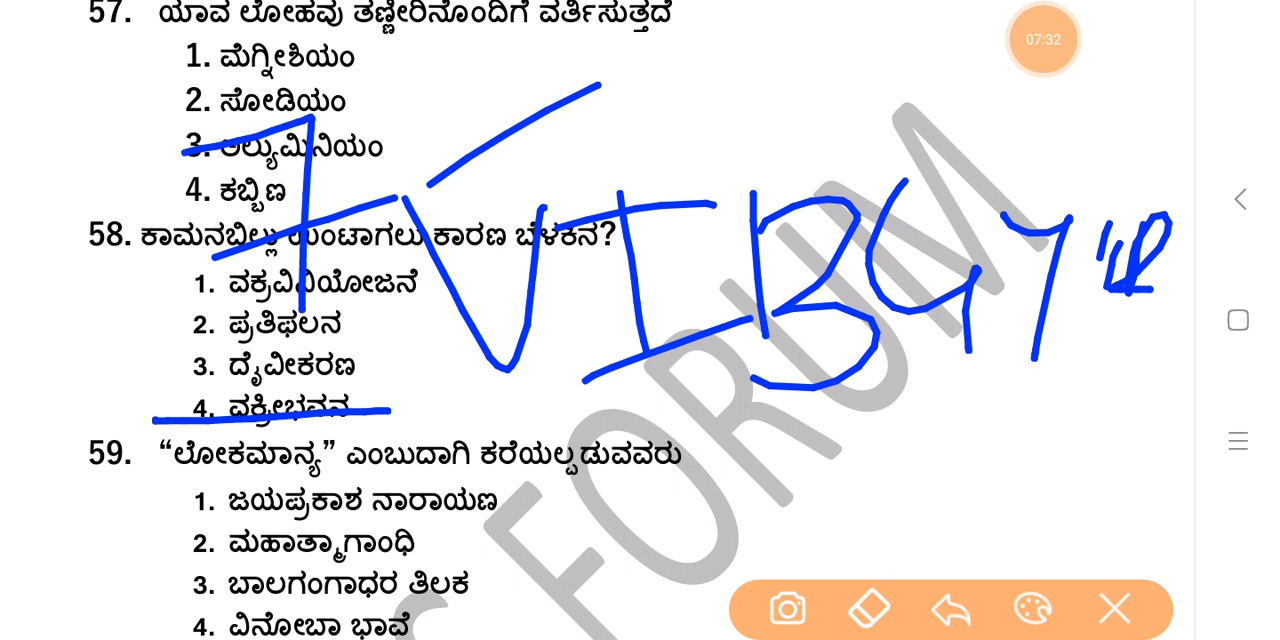 57. ಯಾವ ಲೋಹವು ತಣ್ಣೀರಿನೊಂದಿಗೆ ವರ್ತಿಸುತ್ತದೆ
07:32
1. ಮೆಗ್ನೀಶಿಯಂ
2. ಸೋಡಿಯಂ
3. ಅಲ್ಯುಮಿನಿಯಂ
4. ಕಬ್ಬಿಣ
58. ಕಾಮನಬಿಲ್ಲು ಉಂಟಾಗಲು ಕಾರಣ ಬೆಳಕಿನ?
VIBGY
1. ವಕ್ರವಿನಿಯೋಜನೆ
2. ಪ್ರತಿಫಲನ
3. ದೈವೀಕರಣ
4. ವಕ್ರೀಭವನ
59. “ಲೋಕಮಾನ್ಯ” ಎಂಬುದಾಗಿ ಕರೆಯಲ್ಪಡುವವರು
1. ಜಯಪ್ರಕಾಶ ನಾರಾಯಣ
2. ಮಹಾತ್ಮಾಗಾಂಧಿ
3. ಬಾಲಗಂಗಾಧರ ತಿಲಕ
4. ವಿನೋಬಾ ಭಾವೆ
FORUM